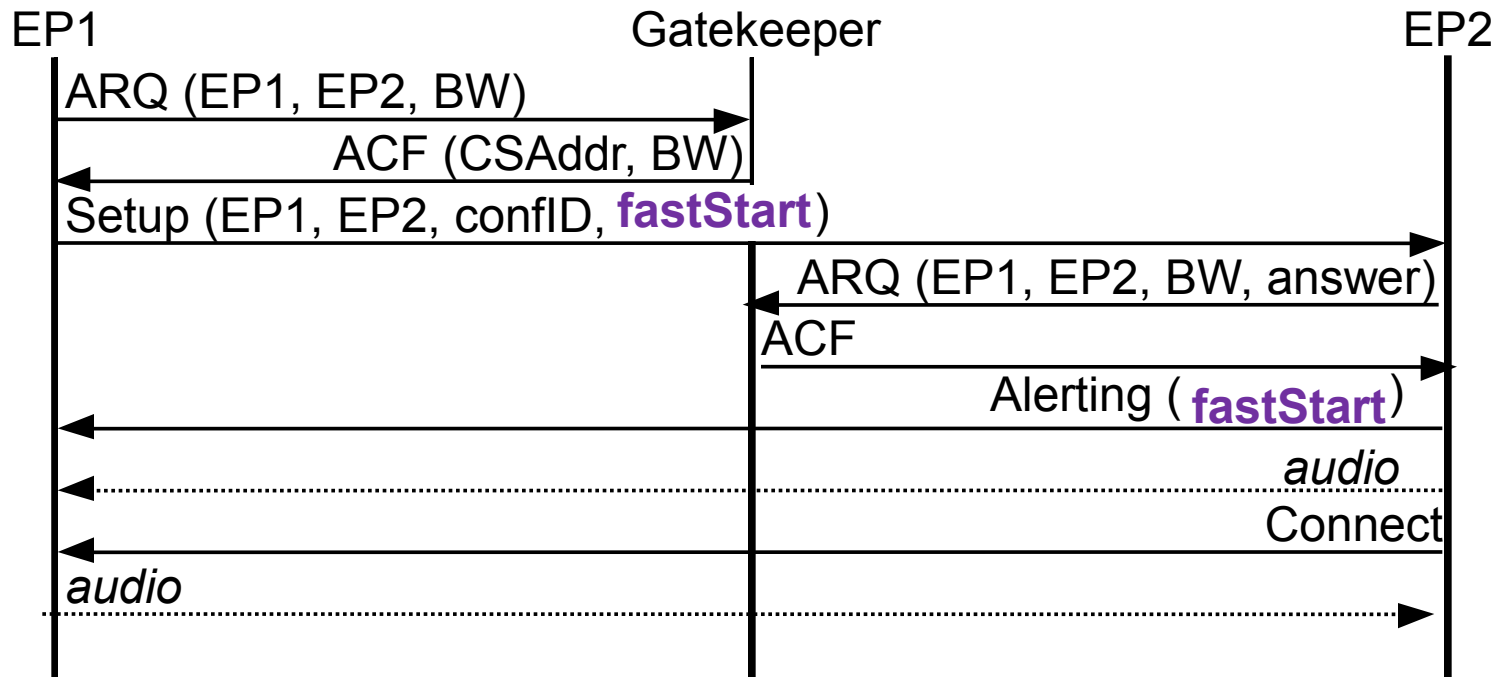 EP1 Gatekeeper EP2
ARQ (EP1, EP2, BW)
ACF (CSAddr, BW)
Setup (EP1, EP2, confID, fastStart)
ARQ (EP1, EP2, BW, answer)
ACF
Alerting ( fastStart)
audio
Connect
audio